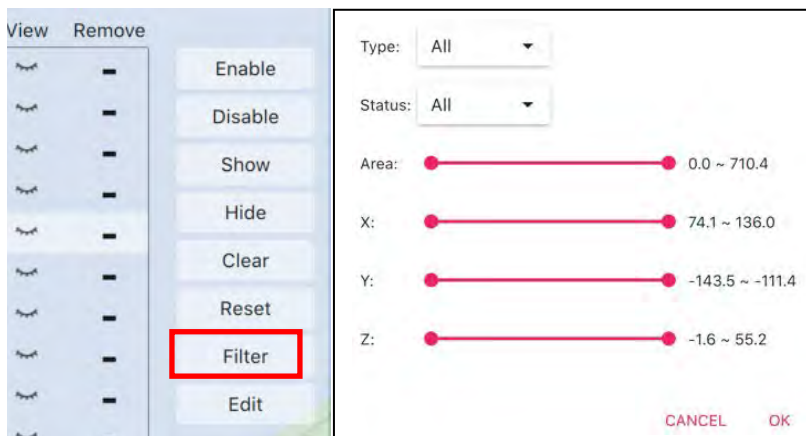 View Remove
Enable
Disable
Show
Hide
Clear
Reset
Filter
Edit
Type: All
Status: All
Area: 0.0 ~ 710.4
X: 74.1 ~ 136.0
Y: -143.5 ~ -111.4
Z: -1.6 ~ 55.2
CANCEL OK